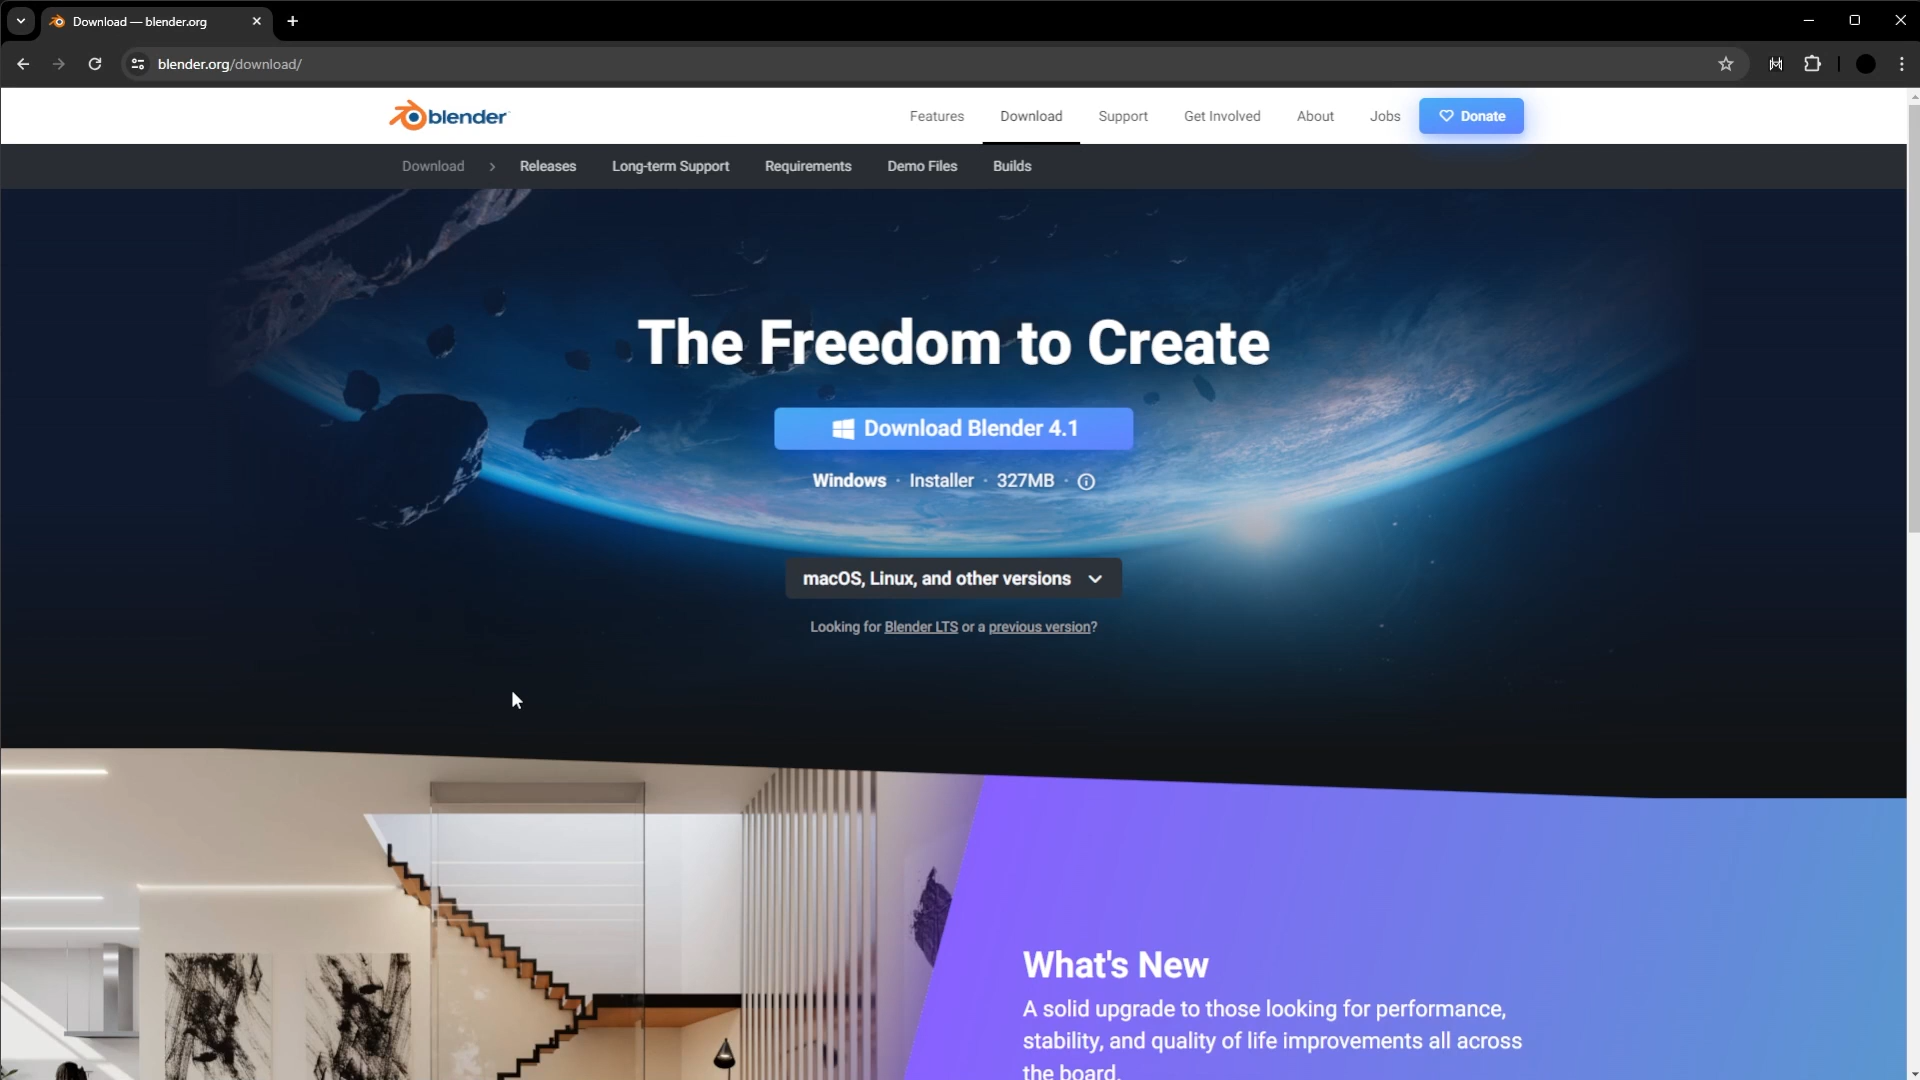 Download — blender.org
blender.org/download/
blender
Features
Download
Support
Get Involved
About
Jobs
Donate
Download
Releases
Long-term Support
Requirements
Demo Files
Builds
The Freedom to Create
Download Blender 4.1
Windows · Installer · 327MB ·
macOS, Linux, and other versions
Looking for Blender LTS or a previous version?
What's New
A solid upgrade to those looking for performance,
stability, and quality of life improvements all across
the board.